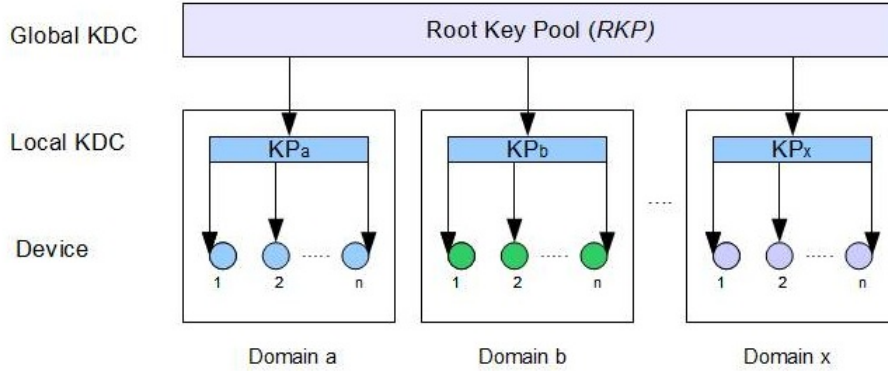 Global KDC
Root Key Pool (RKP)
Local KDC
KPa
KPb
KPx
.....
Device
..... ..... .....
1 2 n
1 2 n
1 2 n
Domain a
Domain b
Domain x